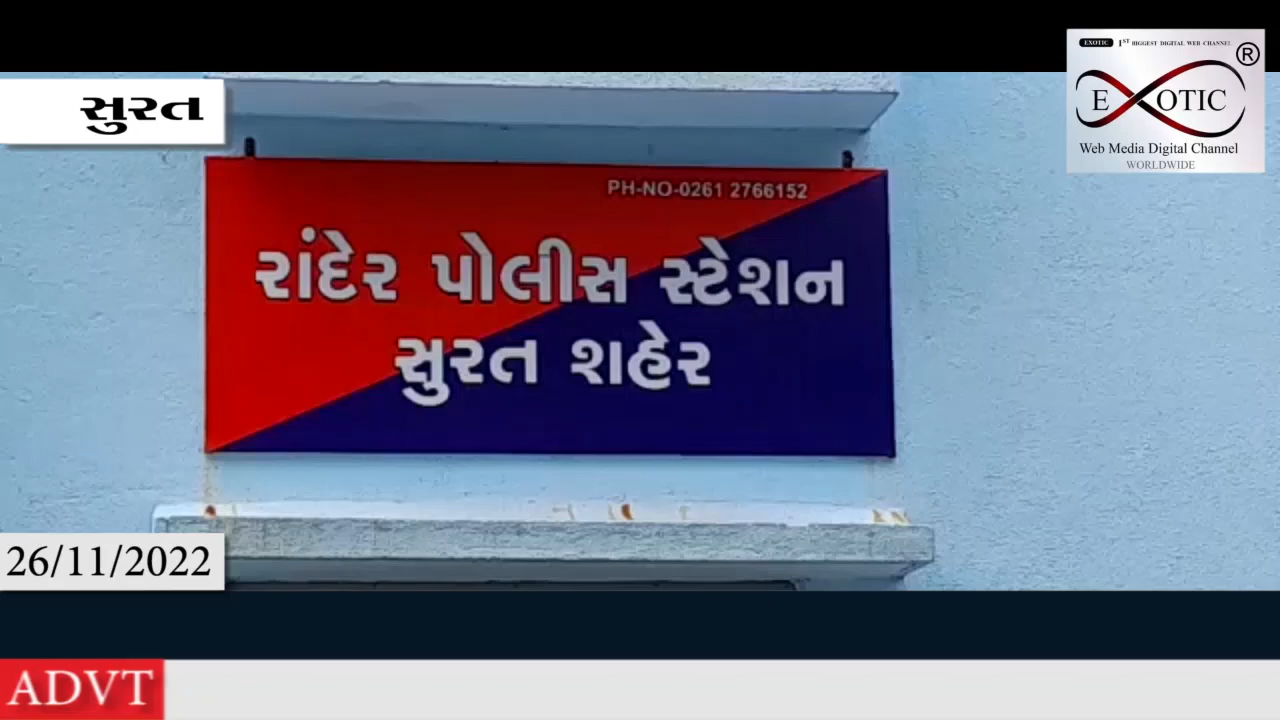 EXOTIC 1ST BIGGEST DIGITAL WEB CHANNEL
®
EXOTIC
Web Media Digital Channel
WORLDWIDE
સુરત
PH-NO-0261 2766152
રાંદેર પોલીસ સ્ટેશન
સુરત શહેર
26/11/2022
ADVT